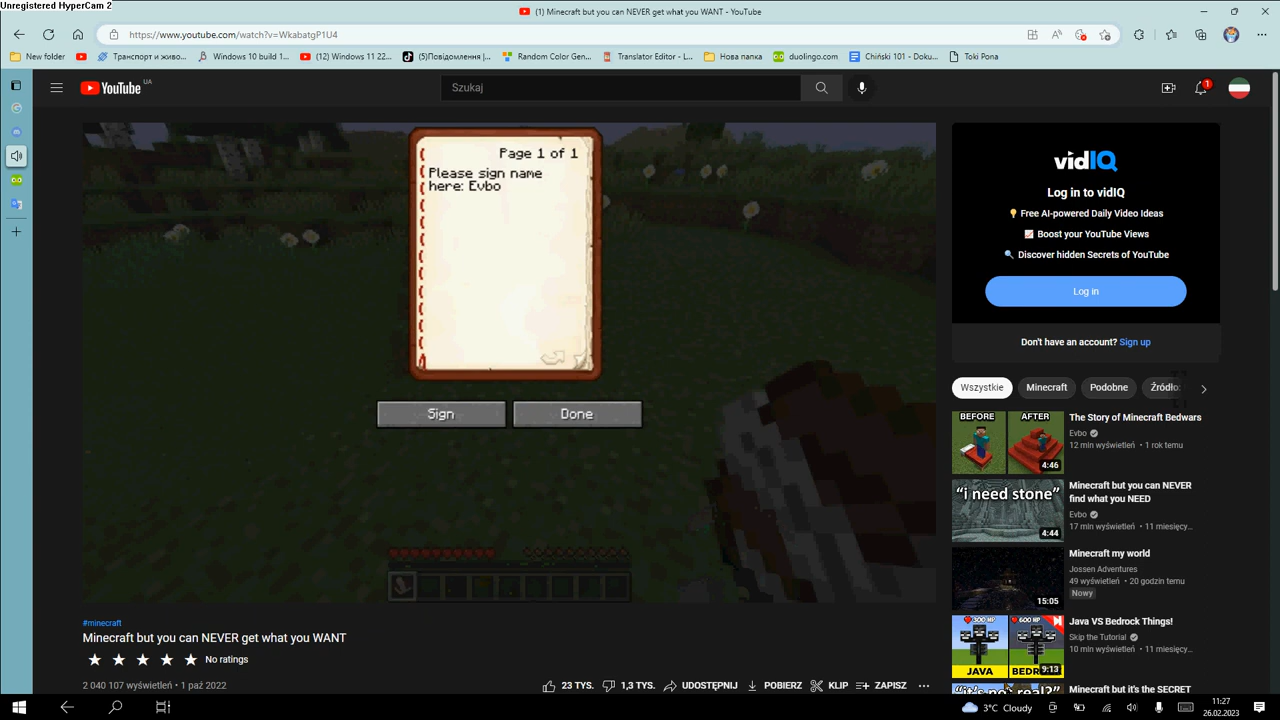 Unregistered HyperCam 2
(1) Minecraft but you can NEVER get what you WANT - YouTube
https://www.youtube.com/watch?v=WkabatgP1U4
New folder
Транспорт и живо...
Windows 10 build 1...
(12) Windows 11 22...
(5)Повідомлення |...
Random Color Gen...
Translator Editor - L...
Нова папка
duolingo.com
Chiński 101 - Doku...
Toki Pona
YouTube UA
Szukaj
1
Page 1 of 1
Please sign name
here: Evbo
Sign
Done
vidIQ
Log in to vidIQ
Free AI-powered Daily Video Ideas
Boost your YouTube Views
Discover hidden Secrets of YouTube
Log in
Don't have an account? Sign up
Wszystkie
Minecraft
Podobne
Źródło:
BEFORE
AFTER
4:46
The Story of Minecraft Bedwars
Evbo
12 mln wyświetleń • 1 rok temu
"i need stone"
4:44
Minecraft but you can NEVER
find what you NEED
Evbo
17 mln wyświetleń • 11 miesięcy...
15:05
Minecraft my world
Jossen Adventures
49 wyświetleń • 20 godzin temu
Nowy
300 HP
600 HP
JAVA
BEDR
9:13
Java VS Bedrock Things!
Skip the Tutorial
10 mln wyświetleń • 11 miesięcy...
"it's not real?"
Minecraft but it's the SECRET
#minecraft
Minecraft but you can NEVER get what you WANT
No ratings
2 040 107 wyświetleń • 1 paź 2022
23 TYS.
1,3 TYS.
UDOSTĘPNIJ
POBIERZ
KLIP
ZAPISZ
3°C Cloudy
11:27
26.02.2023